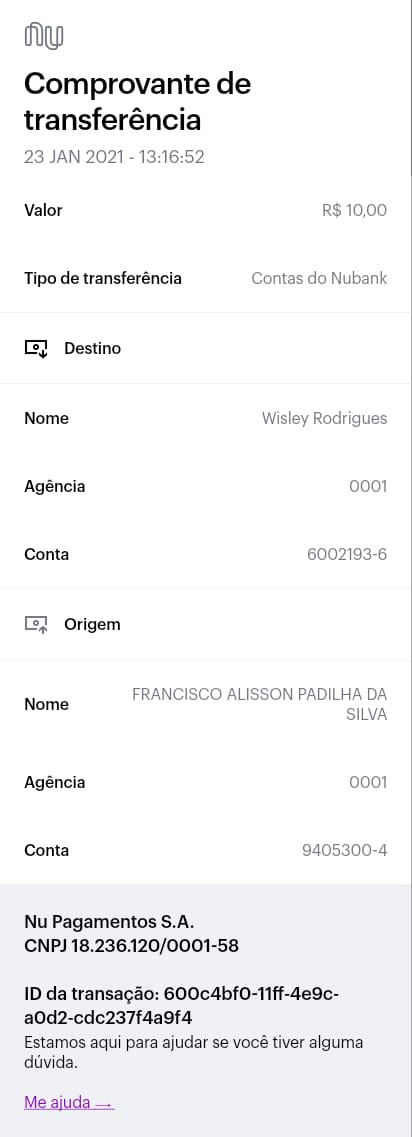 nu
Comprovante de
transferência
23 JAN 2021 - 13:16:52
Valor R$ 10,00
Tipo de transferência Contas do Nubank
Destino
Nome Wisley Rodrigues
Agência 0001
Conta 6002193-6
Origem
Nome FRANCISCO ALISSON PADILHA DA
SILVA
Agência 0001
Conta 9405300-4
Nu Pagamentos S.A.
CNPJ 18.236.120/0001-58
ID da transação: 600c4bf0-11ff-4e9c-
a0d2-cdc237f4a9f4
Estamos aqui para ajudar se você tiver alguma
dúvida.
Me ajuda →